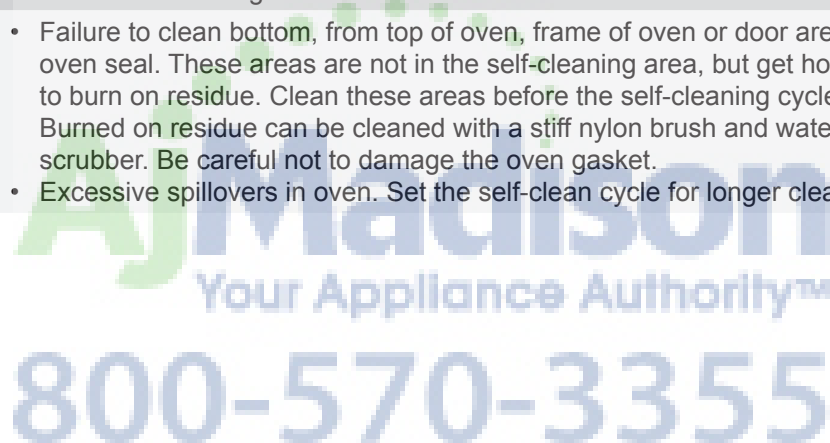 • Failure to clean bottom, from top of oven, frame of oven or door are
oven seal. These areas are not in the self-cleaning area, but get ho
to burn on residue. Clean these areas before the self-cleaning cycle
Burned on residue can be cleaned with a stiff nylon brush and wate
scrubber. Be careful not to damage the oven gasket.
• Excessive spillovers in oven. Set the self-clean cycle for longer clea
AjMadison
Your Appliance Authority™
800-570-3355